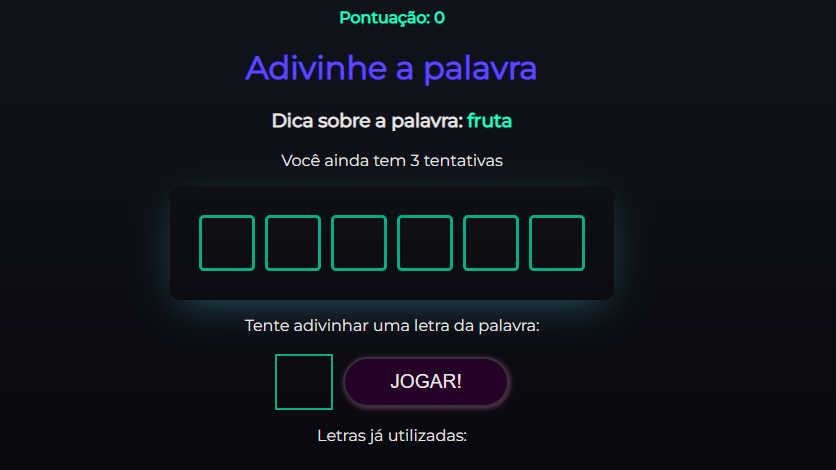 Pontuação: 0
Adivinhe a palavra
Dica sobre a palavra: fruta
Você ainda tem 3 tentativas
Tente adivinhar uma letra da palavra:
JOGAR!
Letras já utilizadas: